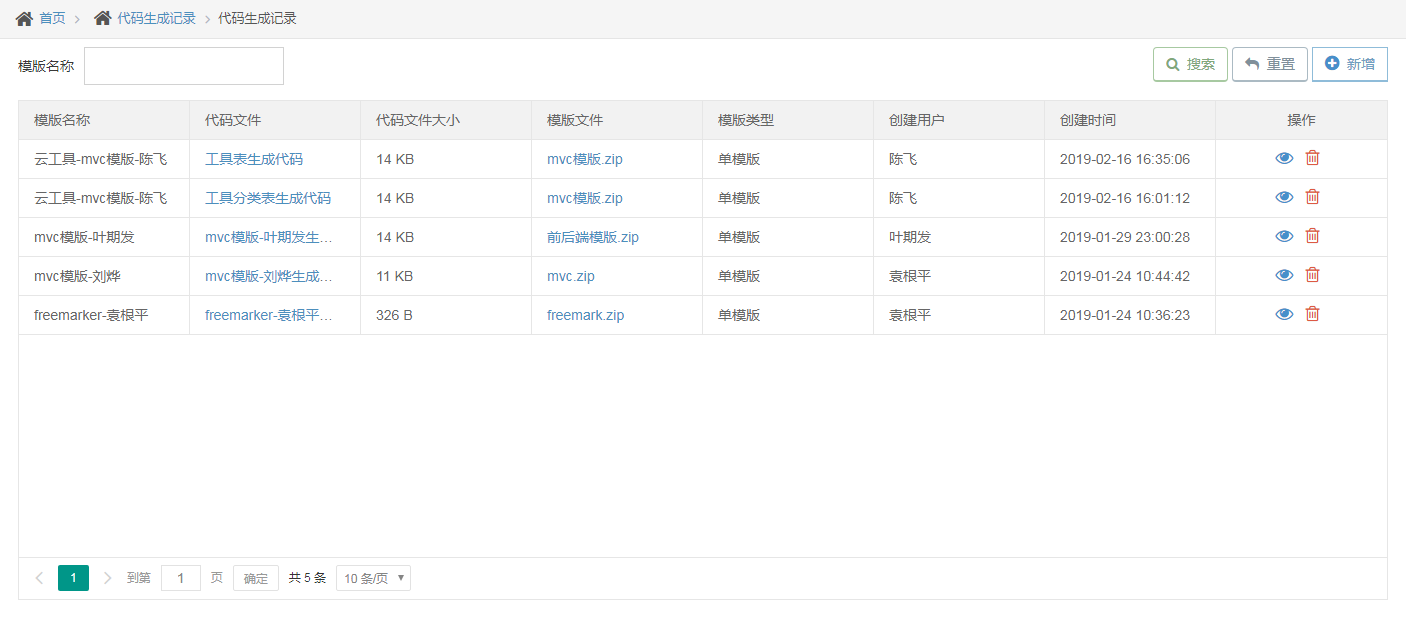 首页 > 代码生成记录 > 代码生成记录
模版名称 搜索 重置 新增
模版名称 代码文件 代码文件大小 模版文件 模版类型 创建用户 创建时间 操作
云工具-mvc模版-陈飞 工具表生成代码 14 KB mvc模版.zip 单模版 陈飞 2019-02-16 16:35:06
云工具-mvc模版-陈飞 工具分类表生成代码 14 KB mvc模版.zip 单模版 陈飞 2019-02-16 16:01:12
mvc模版-叶期发 mvc模版-叶期发生... 14 KB 前后端模版.zip 单模版 叶期发 2019-01-29 23:00:28
mvc模版-刘烨 mvc模版-刘烨生成... 11 KB mvc.zip 单模版 袁根平 2019-01-24 10:44:42
freemarker-袁根平 freemarker-袁根平... 326 B freemark.zip 单模版 袁根平 2019-01-24 10:36:23
< 1 > 到第 1 页 确定 共 5 条 10 条/页